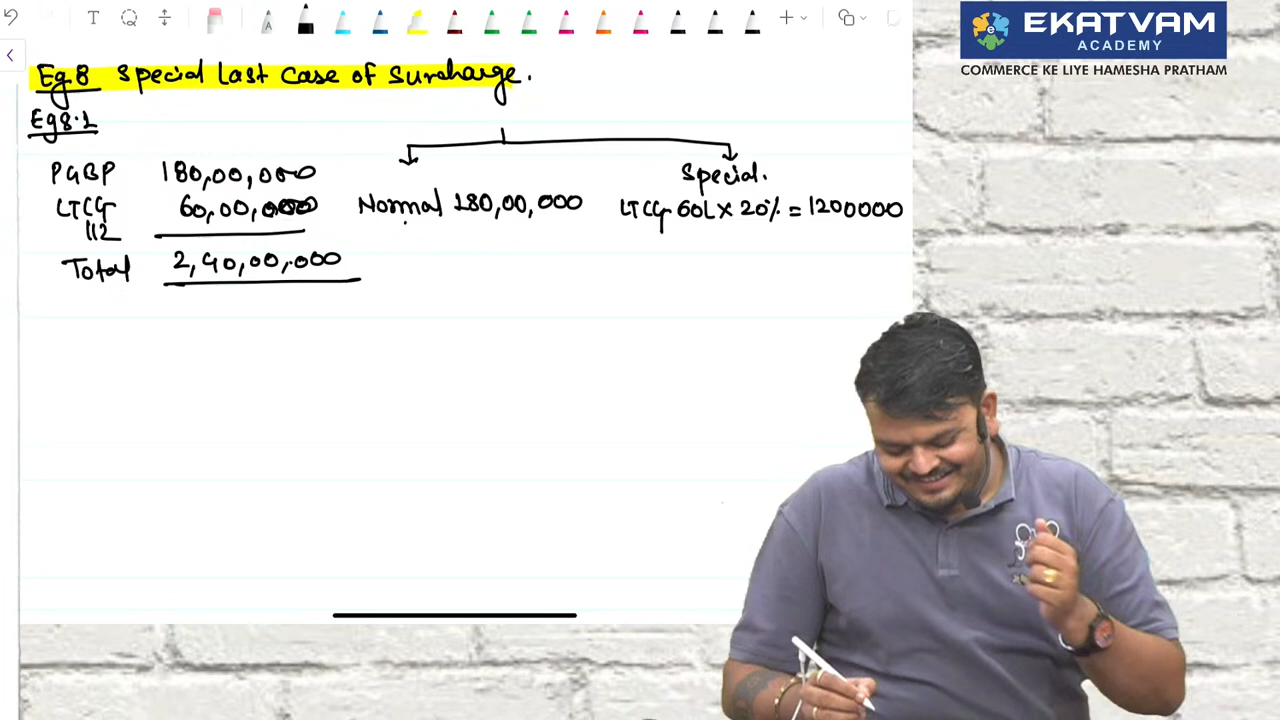 EKATVAM
ACADEMY
COMMERCE KE LIYE HAMESHA PRATHAM
Eg 8 Special Last Case of Surcharge.
Eg 8.1
PGBP 180,00,000
LTCG 60,00,000
112
Total 2,40,00,000
Normal 180,00,000
Special.
LTCG 60L x 20% = 1200000